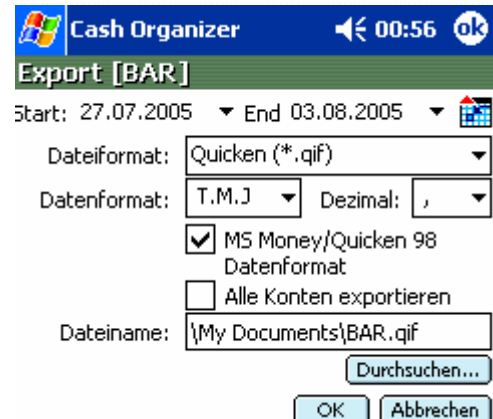 Cash Organizer 00:56 ok
Export [BAR]
Start: 27.07.2005 End 03.08.2005
Dateiformat: Quicken (*.qif)
Datenformat: T.M.J Dezimal: ,
MS Money/Quicken 98
Datenformat
Alle Konten exportieren
Dateiname: \My Documents\BAR.qif
Durchsuchen...
OK Abbrechen